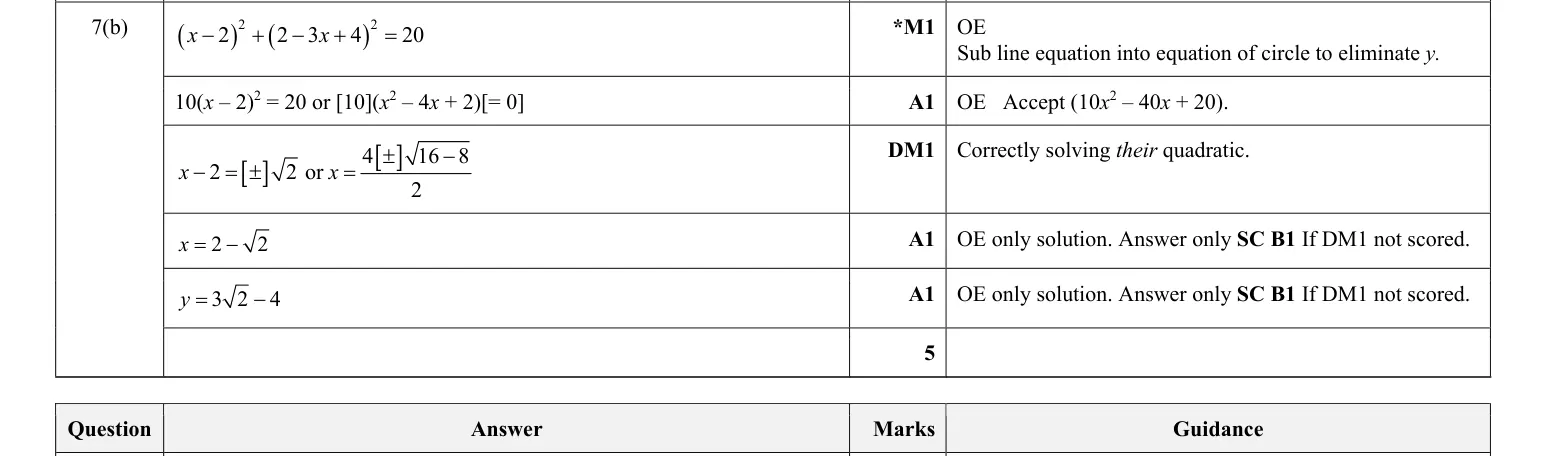 7(b) (x – 2)² + (2 – 3x + 4)² = 20 *M1 OE
Sub line equation into equation of circle to eliminate y.
10(x – 2)² = 20 or [10](x² – 4x + 2)[= 0] A1 OE Accept (10x² – 40x + 20).
x – 2 = [±]√2 or x = (4[±]√(16 – 8))/2 DM1 Correctly solving their quadratic.
x = 2 – √2 A1 OE only solution. Answer only SC B1 If DM1 not scored.
y = 3√2 – 4 A1 OE only solution. Answer only SC B1 If DM1 not scored.
5
Question Answer Marks Guidance